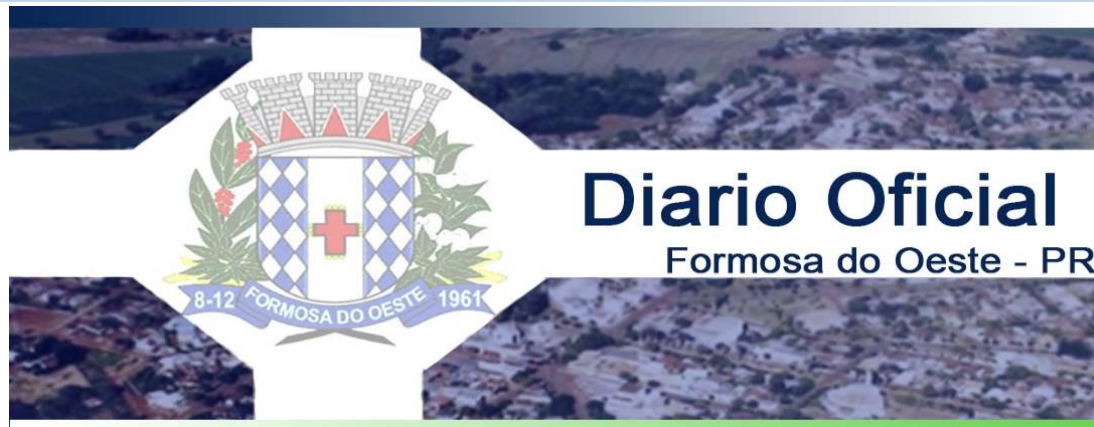 Diario Oficial
Formosa do Oeste - PR
8-12 FORMOSA DO OESTE 1961